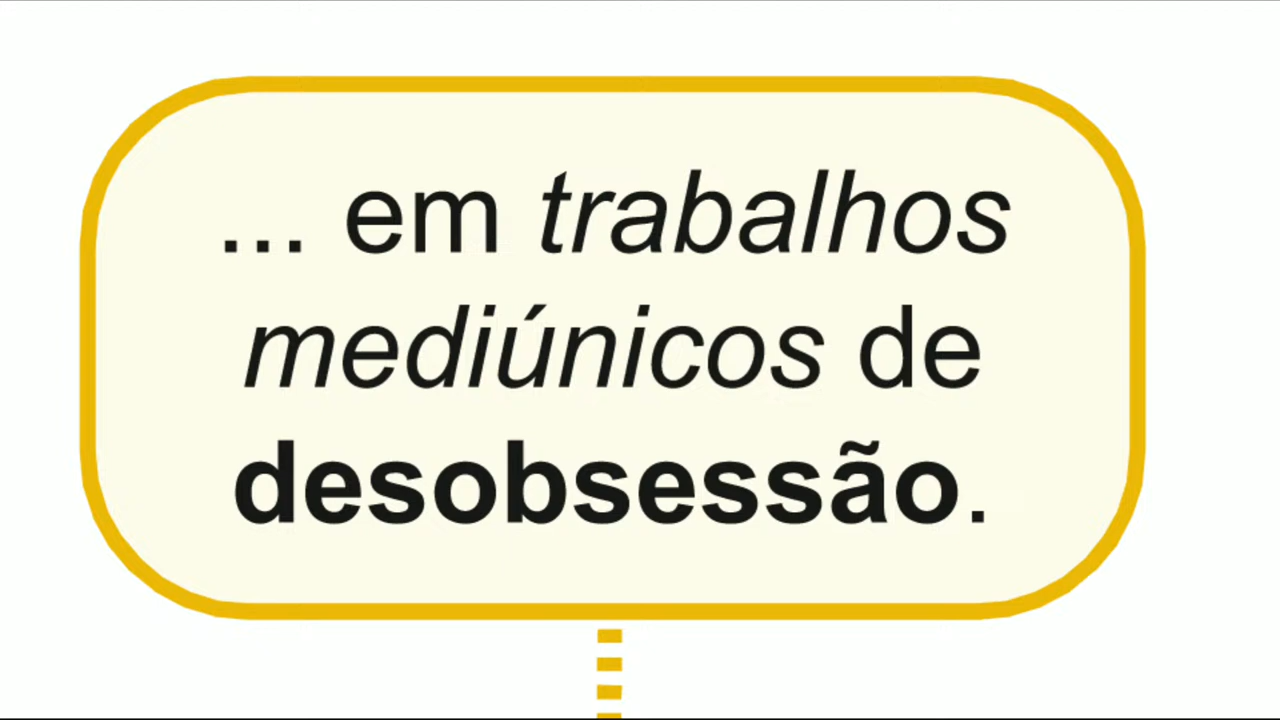 ... em trabalhos
mediúnicos de
desobsessão.